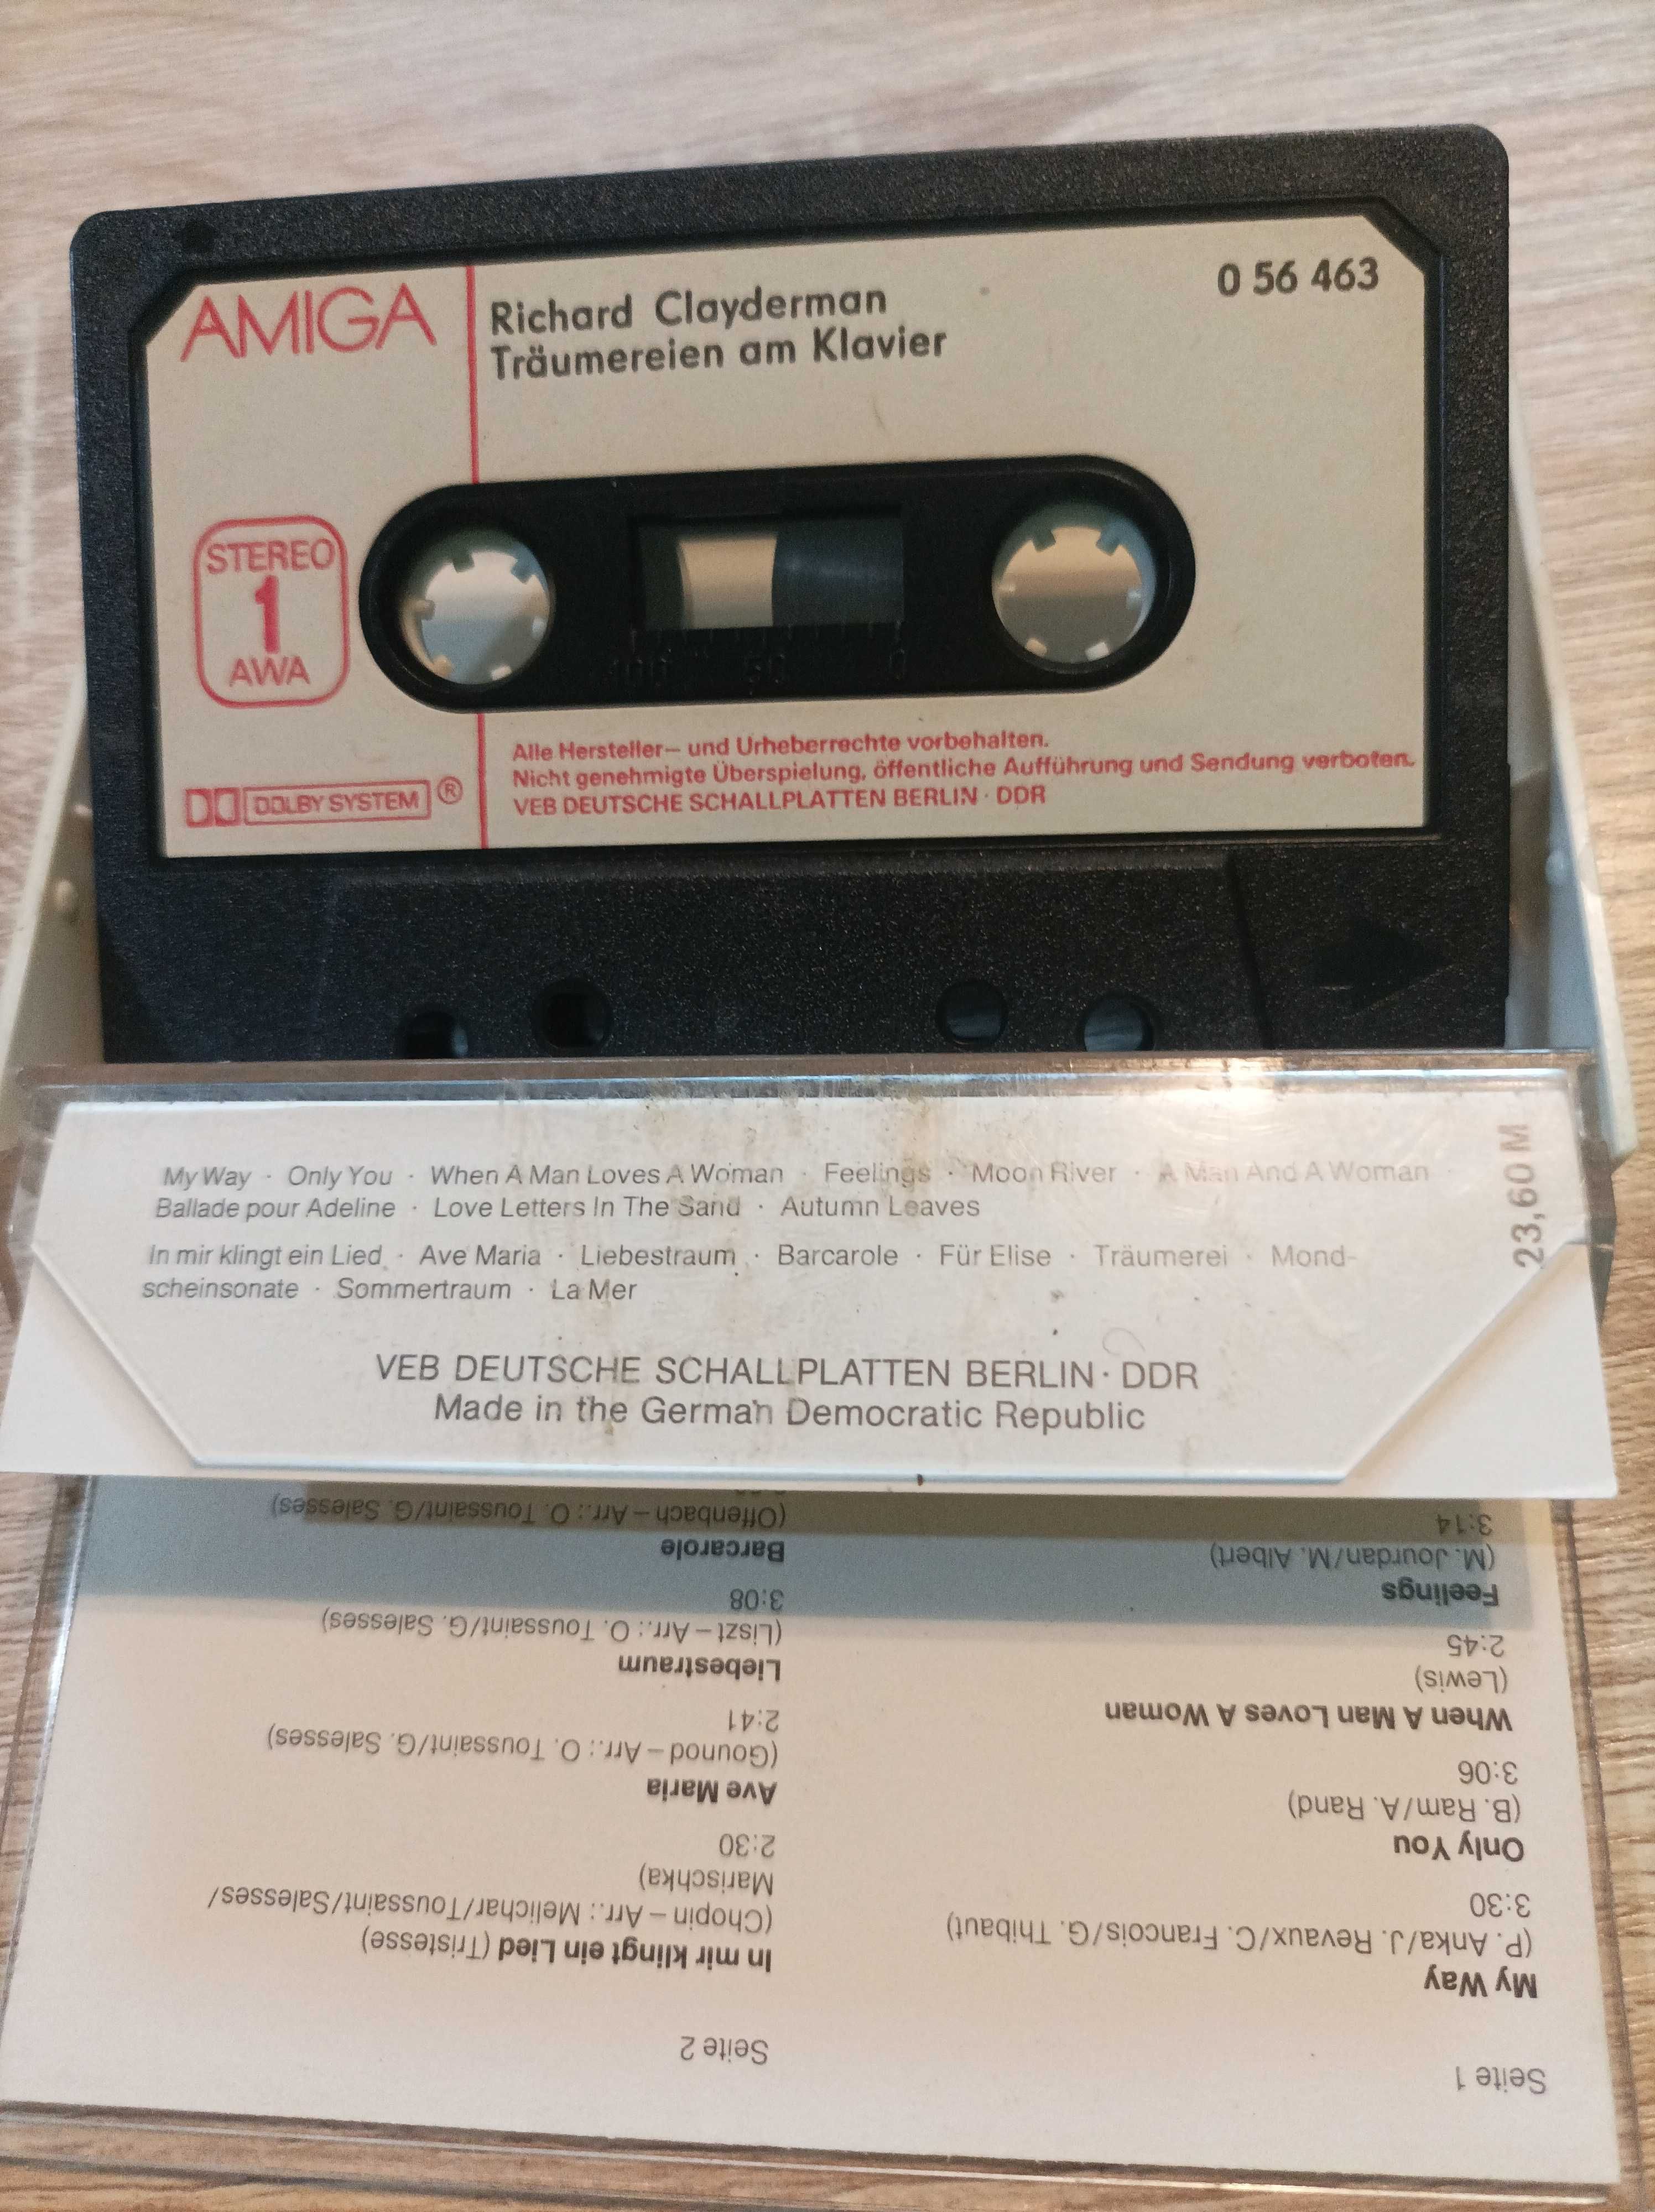 AMIGA
Richard Clayderman
Träumereien am Klavier
0 56 463
STEREO
1
AWA
100 50 0
DOLBY SYSTEM ®
Alle Hersteller- und Urheberrechte vorbehalten.
Nicht genehmigte Überspielung, öffentliche Aufführung und Sendung verboten.
VEB DEUTSCHE SCHALLPLATTEN BERLIN · DDR
My Way · Only You · When A Man Loves A Woman · Feelings · Moon River · A Man And A Woman ·
Ballade pour Adeline · Love Letters In The Sand · Autumn Leaves
In mir klingt ein Lied · Ave Maria · Liebestraum · Barcarole · Für Elise · Träumerei · Mond-
scheinsonate · Sommertraum · La Mer
23,60 M
VEB DEUTSCHE SCHALLPLATTEN BERLIN · DDR
Made in the German Democratic Republic
Seite 1
My Way
(P. Anka/J. Revaux/C. Francois/G. Thibaut)
3:30
Only You
(B. Ram/A. Rand)
3:06
When A Man Loves A Woman
(Lewis)
2:45
Feelings
(M. Jourdan/M. Albert)
3:14
Seite 2
In mir klingt ein Lied (Tristesse)
(Chopin – Arr.: Melichar/Toussaint/Salesses/
Marischka)
2:30
Ave Maria
(Gounod – Arr.: O. Toussaint/G. Salesses)
2:41
Liebestraum
(Liszt – Arr.: O. Toussaint/G. Salesses)
3:08
Barcarole
(Offenbach – Arr.: O. Toussaint/G. Salesses)